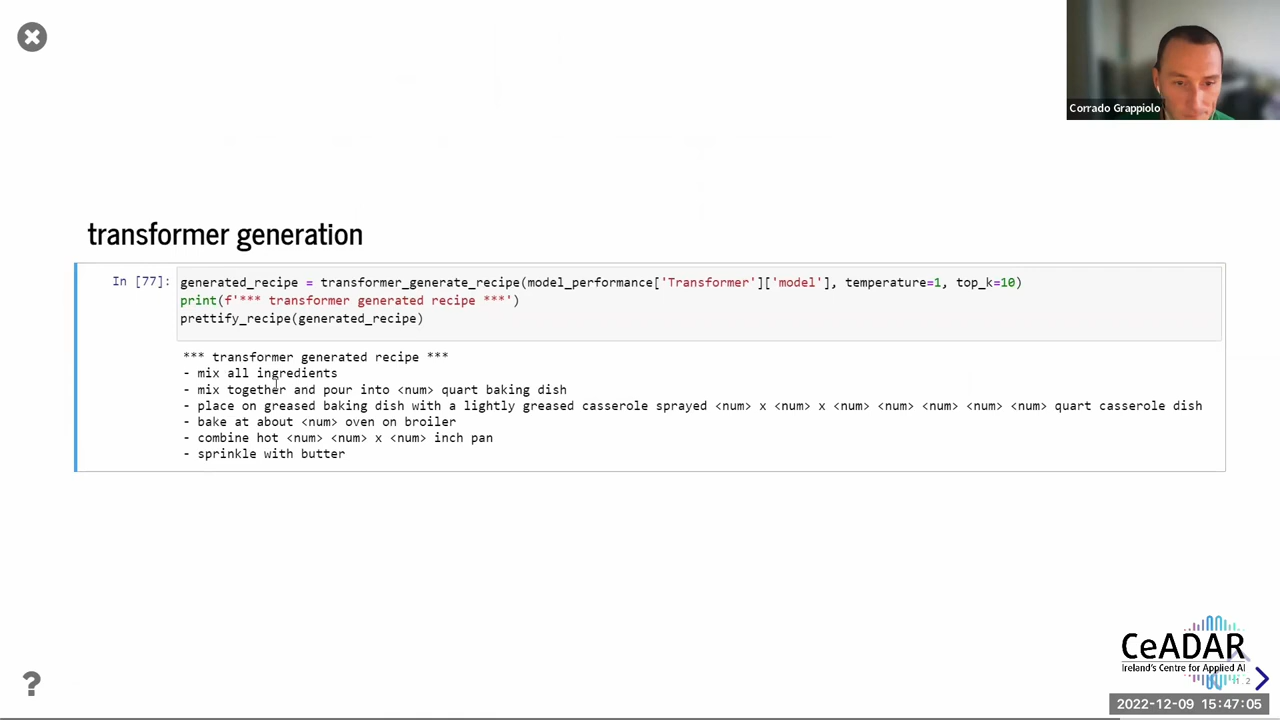 Corrado Grappiolo
transformer generation
In [77]:
generated_recipe = transformer_generate_recipe(model_performance['Transformer']['model'], temperature=1, top_k=10)
print(f'*** transformer generated recipe ***')
prettify_recipe(generated_recipe)
*** transformer generated recipe ***
- mix all ingredients
- mix together and pour into <num> quart baking dish
- place on greased baking dish with a lightly greased casserole sprayed <num> x <num> x <num> <num> <num> <num> <num> quart casserole dish
- bake at about <num> oven on broiler
- combine hot <num> <num> x <num> inch pan
- sprinkle with butter
CeADAR
Ireland's Centre for Applied AI
11.2
?
2022-12-09 15:47:05